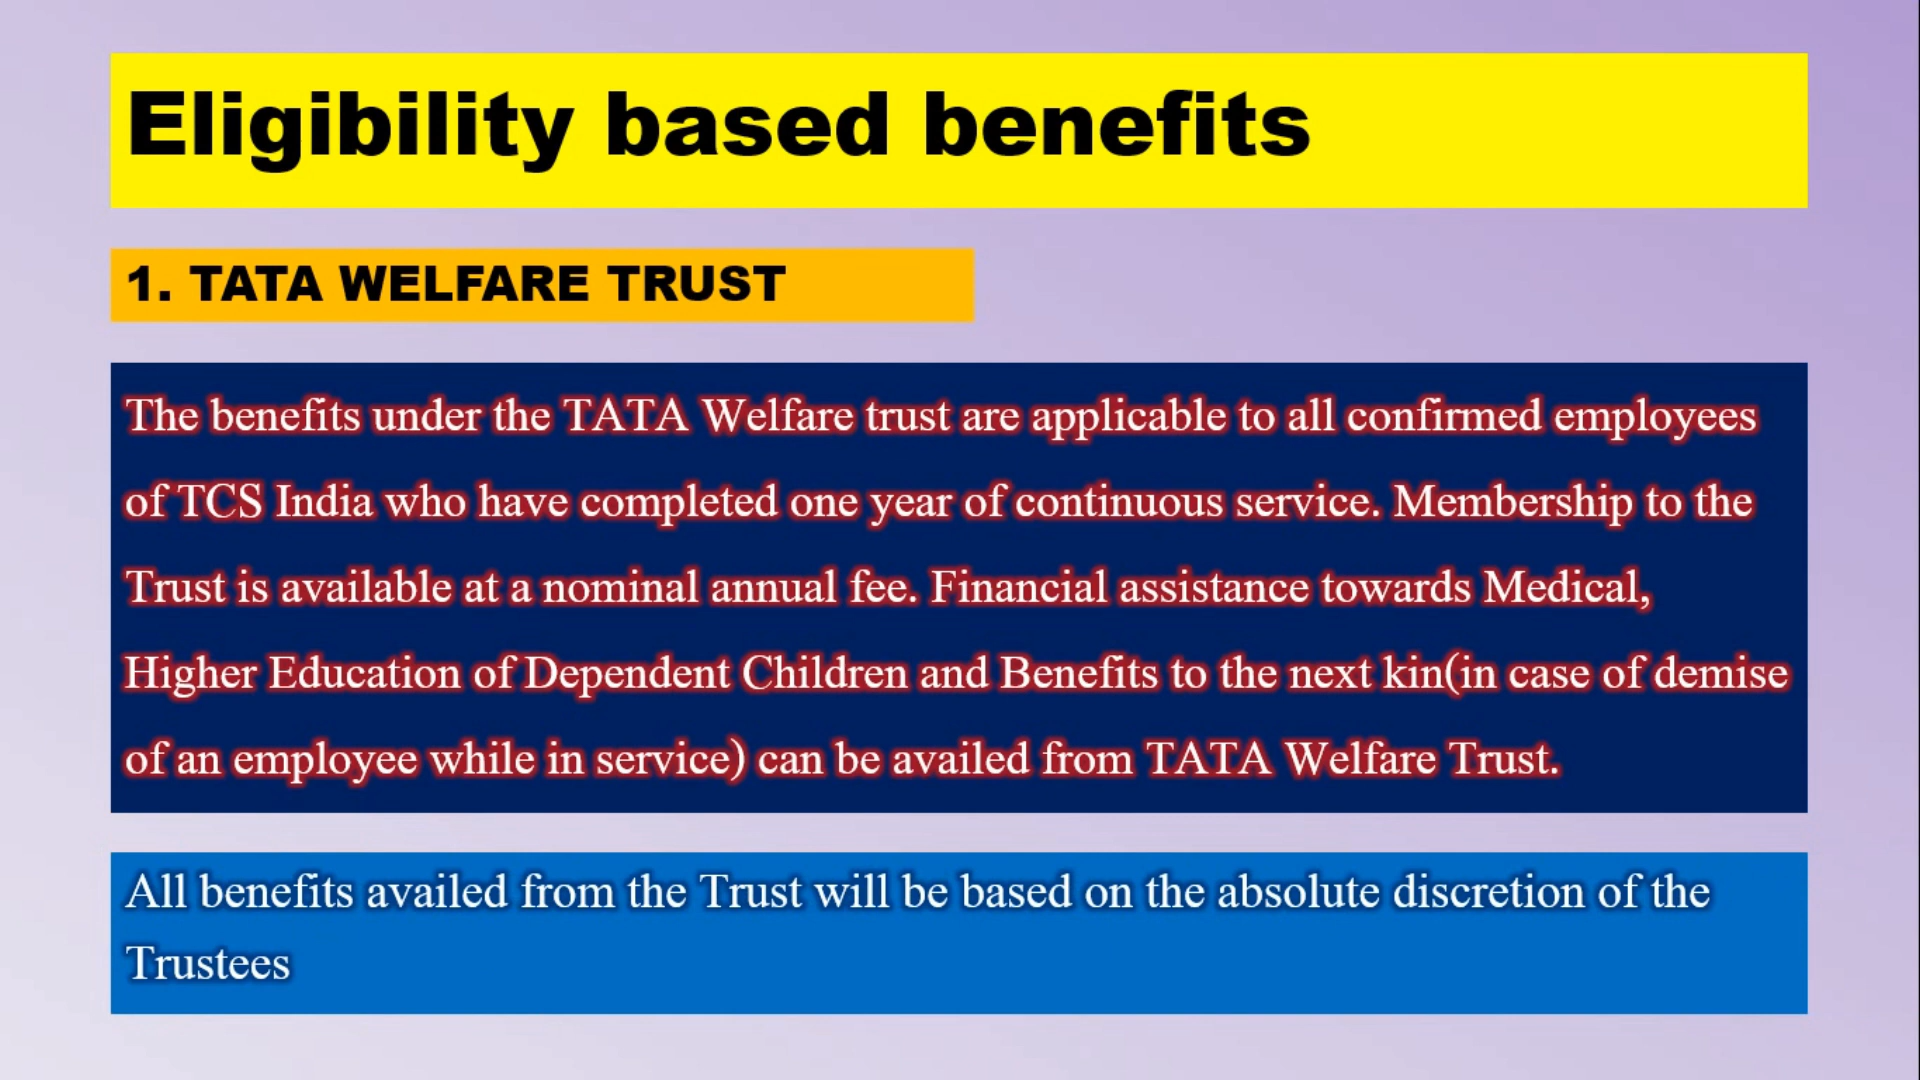 Eligibility based benefits
1. TATA WELFARE TRUST
The benefits under the TATA Welfare trust are applicable to all confirmed employees
of TCS India who have completed one year of continuous service. Membership to the
Trust is available at a nominal annual fee. Financial assistance towards Medical,
Higher Education of Dependent Children and Benefits to the next kin(in case of demise
of an employee while in service) can be availed from TATA Welfare Trust.
All benefits availed from the Trust will be based on the absolute discretion of the
Trustees